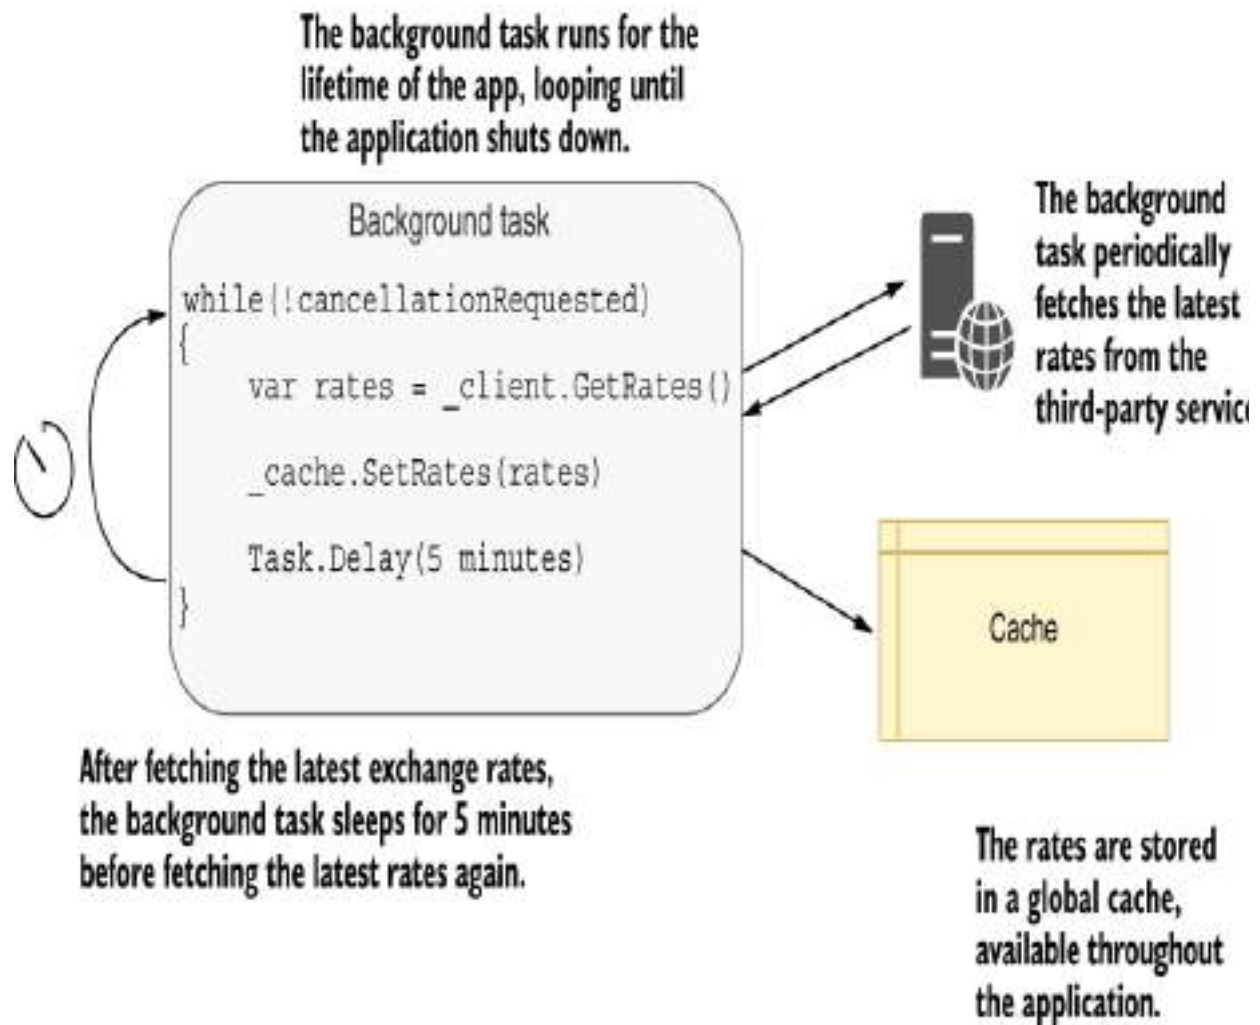 The background task runs for the
lifetime of the app, looping until
the application shuts down.
Background task
while(!cancellationRequested)
{
var rates = _client.GetRates()
_cache.SetRates(rates)
Task.Delay(5 minutes)
}
The background
task periodically
fetches the latest
rates from the
third-party service
Cache
After fetching the latest exchange rates,
the background task sleeps for 5 minutes
before fetching the latest rates again.
The rates are stored
in a global cache,
available throughout
the application.